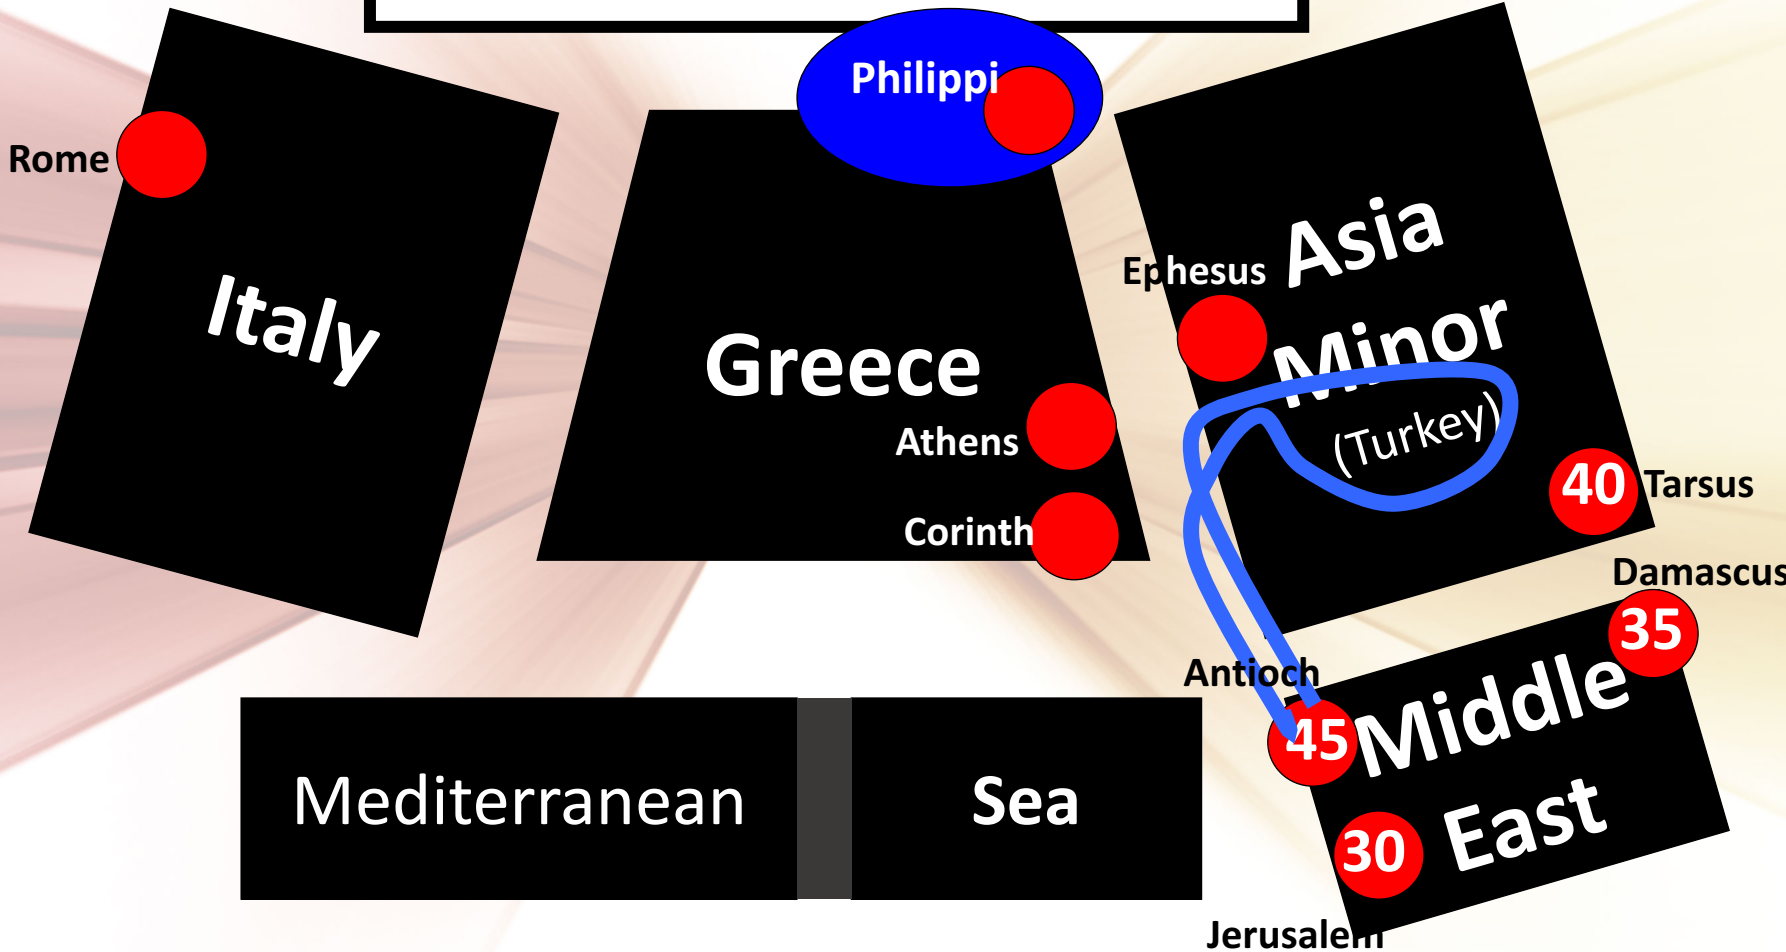 Philippi
Rome
Italy
Greece
Ephesus
Asia
Minor
(Turkey)
Athens
Corinth
40
Tarsus
Damascus
35
Antioch
45
Middle
East
30
Jerusalem
Mediterranean
Sea